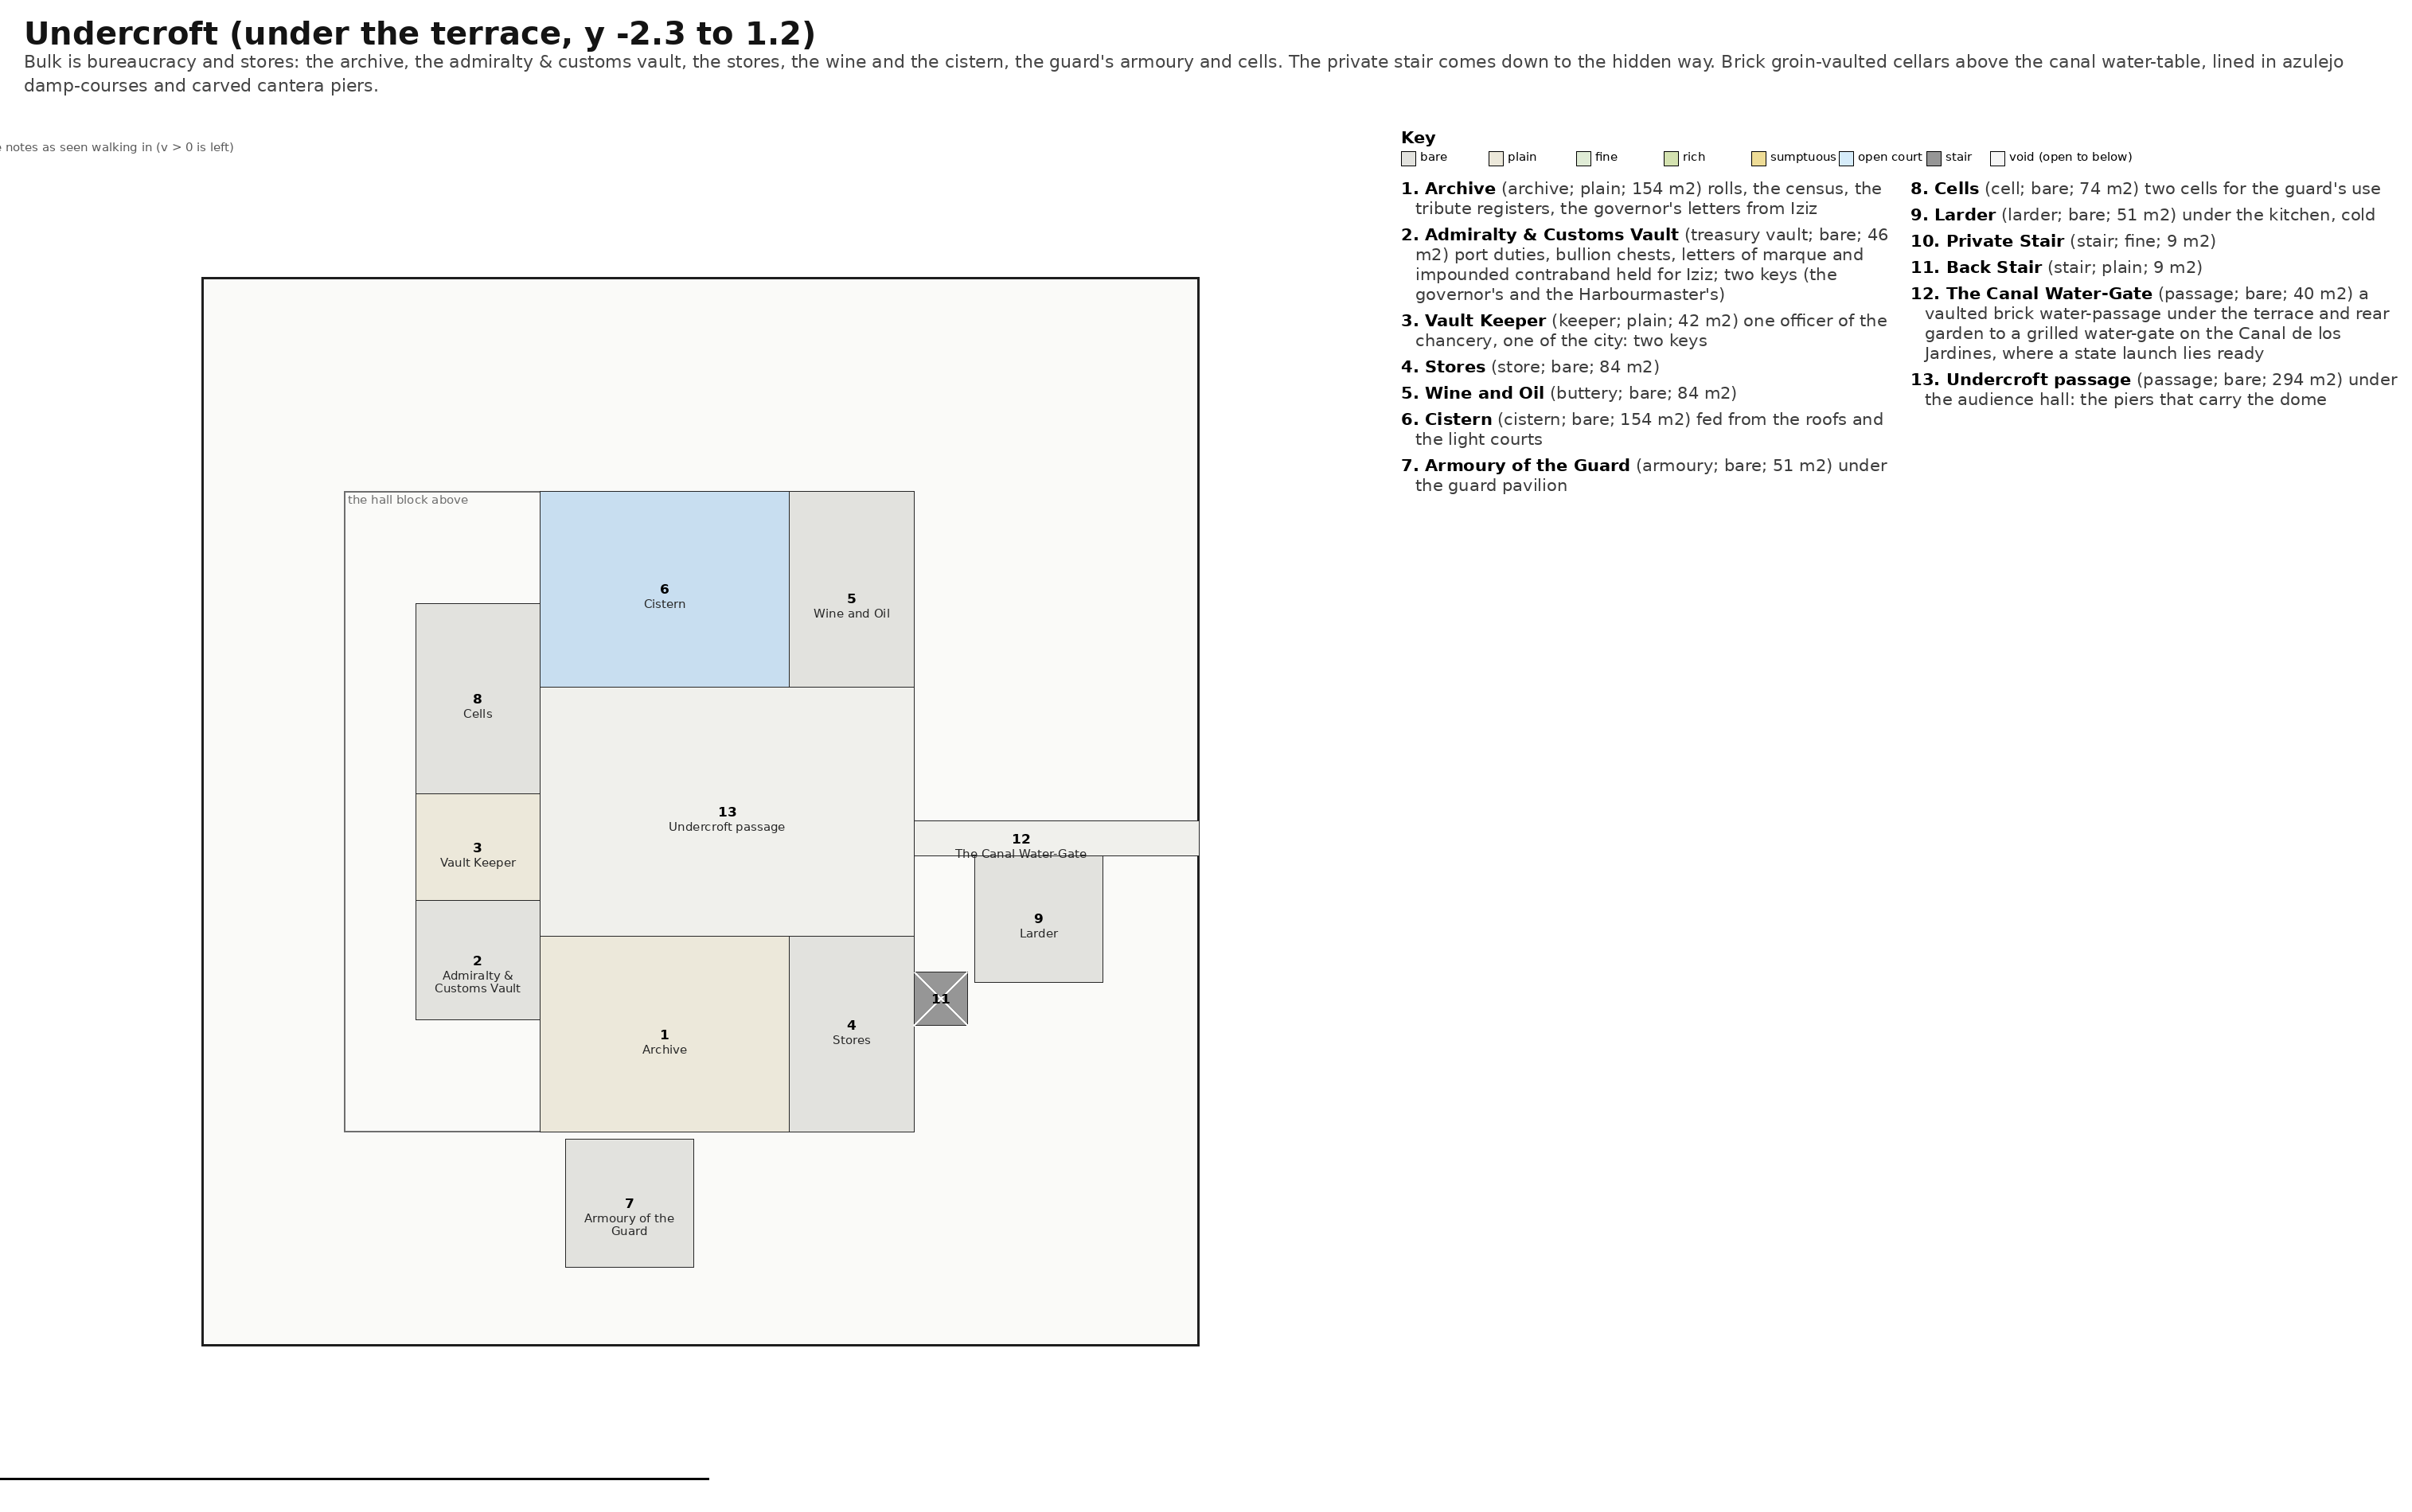 Undercroft (under the terrace, y -2.3 to 1.2)
Bulk is bureaucracy and stores: the archive, the admiralty & customs vault, the stores, the wine and the cistern, the guard's armoury and cells. The private stair comes down to the hidden way. Brick groin-vaulted cellars above the canal water-table, lined in azulejo
damp-courses and carved cantera piers.
notes as seen walking in (v > 0 is left)
the hall block above
6
Cistern
5
Wine and Oil
8
Cells
13
Undercroft passage
12
The Canal Water-Gate
3
Vault Keeper
9
Larder
2
Admiralty &
Customs Vault
11
4
Stores
1
Archive
7
Armoury of the
Guard
Key
bare
plain
fine
rich
sumptuous
open court
stair
void (open to below)
1. Archive (archive; plain; 154 m2) rolls, the census, the
tribute registers, the governor's letters from Iziz
2. Admiralty & Customs Vault (treasury vault; bare; 46
m2) port duties, bullion chests, letters of marque and
impounded contraband held for Iziz; two keys (the
governor's and the Harbourmaster's)
3. Vault Keeper (keeper; plain; 42 m2) one officer of the
chancery, one of the city: two keys
4. Stores (store; bare; 84 m2)
5. Wine and Oil (buttery; bare; 84 m2)
6. Cistern (cistern; bare; 154 m2) fed from the roofs and
the light courts
7. Armoury of the Guard (armoury; bare; 51 m2) under
the guard pavilion
8. Cells (cell; bare; 74 m2) two cells for the guard's use
9. Larder (larder; bare; 51 m2) under the kitchen, cold
10. Private Stair (stair; fine; 9 m2)
11. Back Stair (stair; plain; 9 m2)
12. The Canal Water-Gate (passage; bare; 40 m2) a
vaulted brick water-passage under the terrace and rear
garden to a grilled water-gate on the Canal de los
Jardines, where a state launch lies ready
13. Undercroft passage (passage; bare; 294 m2) under
the audience hall: the piers that carry the dome